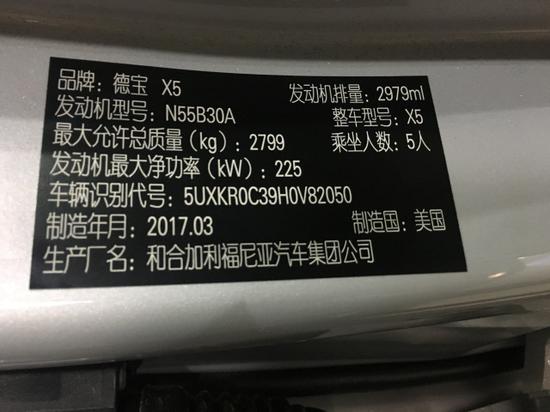 品牌：德宝 X5 发动机排量：2979ml
发动机型号：N55B30A 整车型号：X5
最大允许总质量（kg）：2799 乘坐人数：5人
发动机最大净功率（kW）：225
车辆识别代号：5UXKR0C39H0V82050
制造年月：2017.03 制造国：美国
生产厂名：和合加利福尼亚汽车集团公司